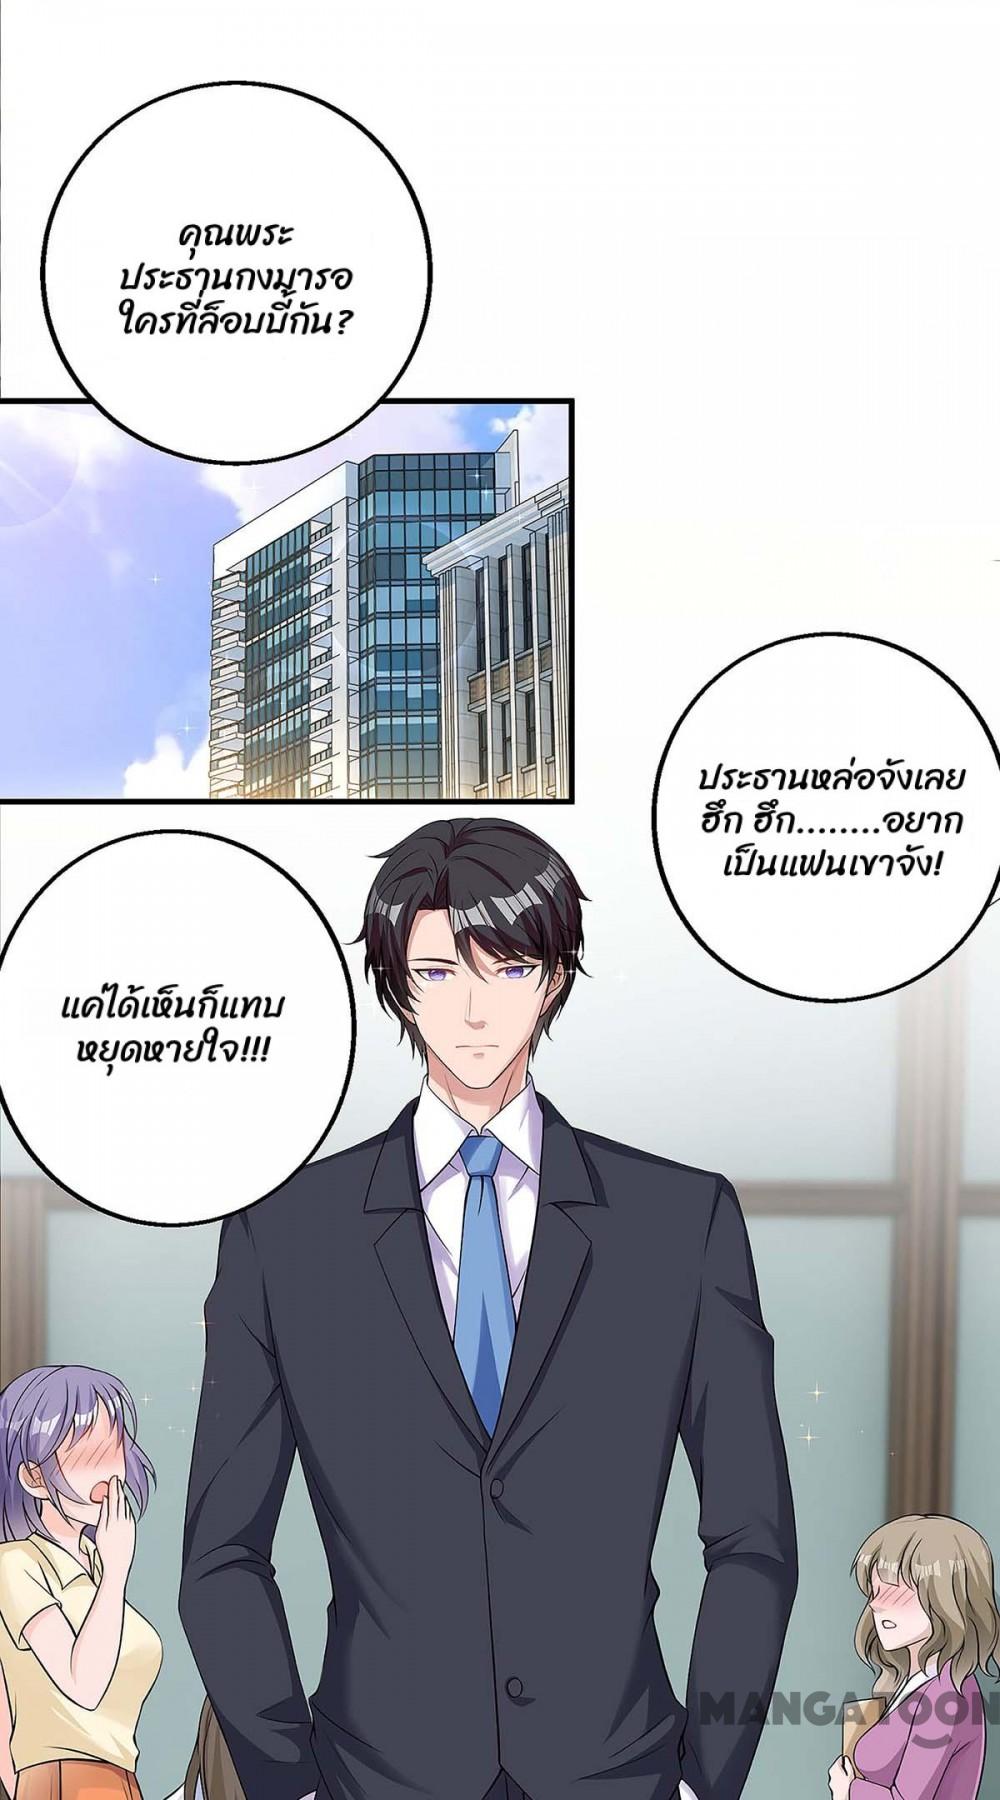 คุณพระ
ประธานกงมารอ
ใครที่ล็อบบี้กัน?
ประธานหล่อจังเลย
ฮึก ฮึก........อยาก
เป็นแฟนเขาจัง!
แค่ได้เห็นก็แทบ
หยุดหายใจ!!!
MANGATOON